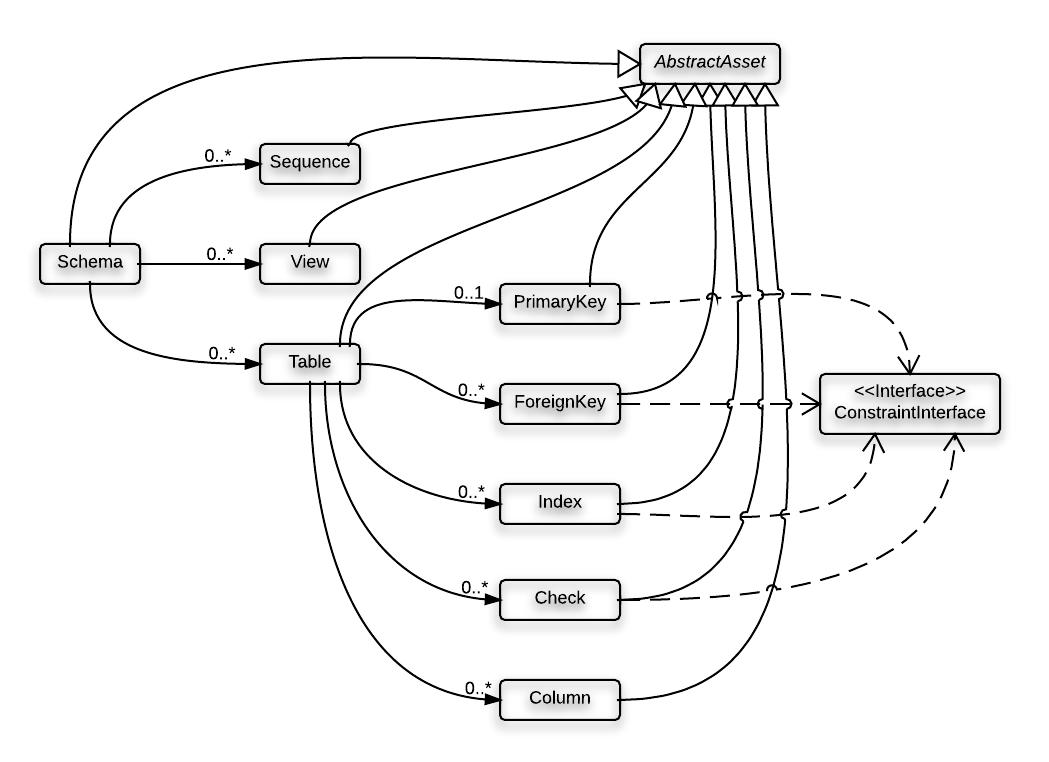 AbstractAsset
0..*
Sequence
Schema
0..*
View
0..1
PrimaryKey
0..*
Table
0..*
ForeignKey
<<Interface>>
ConstraintInterface
0..*
Index
0..*
Check
0..*
Column